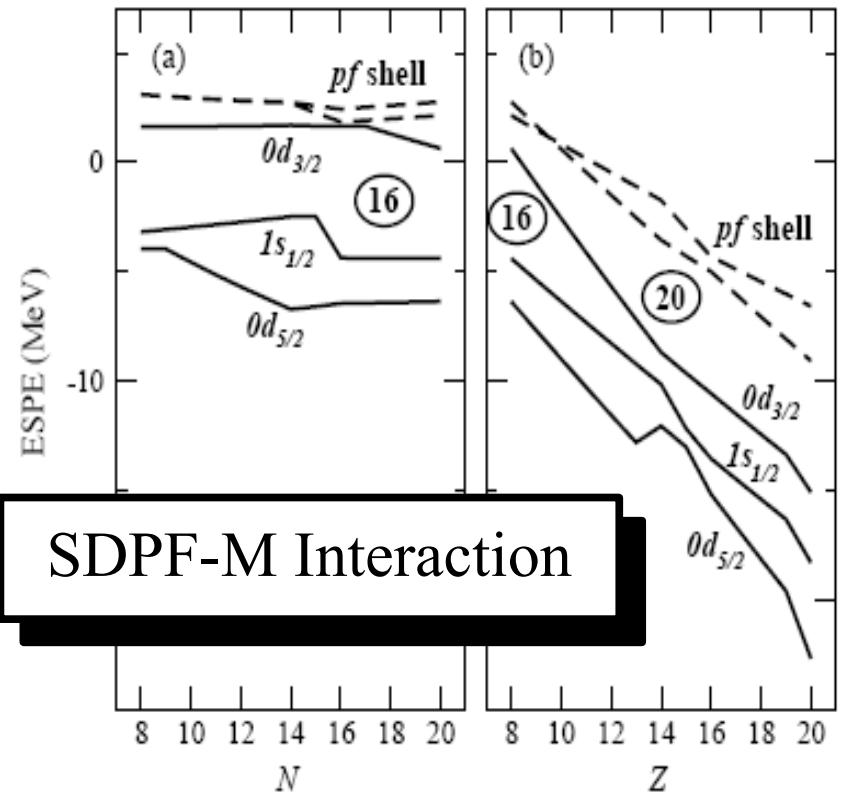 (a)
pf shell
0d3/2
16
1s1/2
0d5/2
(b)
16
pf shell
20
0d3/2
1s1/2
0d5/2
ESPE (MeV)
0
-10
SDPF-M Interaction
8 10 12 14 16 18 20
N
8 10 12 14 16 18 20
Z